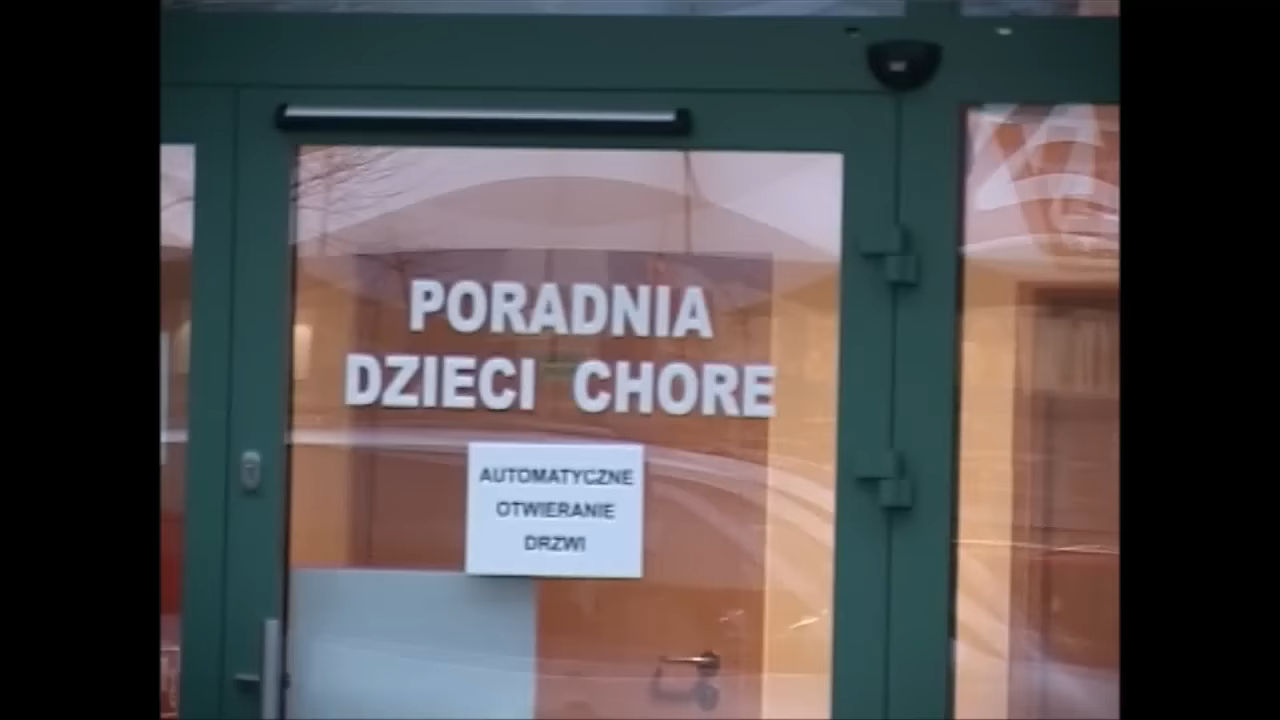 PORADNIA
DZIECI CHORE
AUTOMATYCZNE
OTWIERANIE
DRZWI